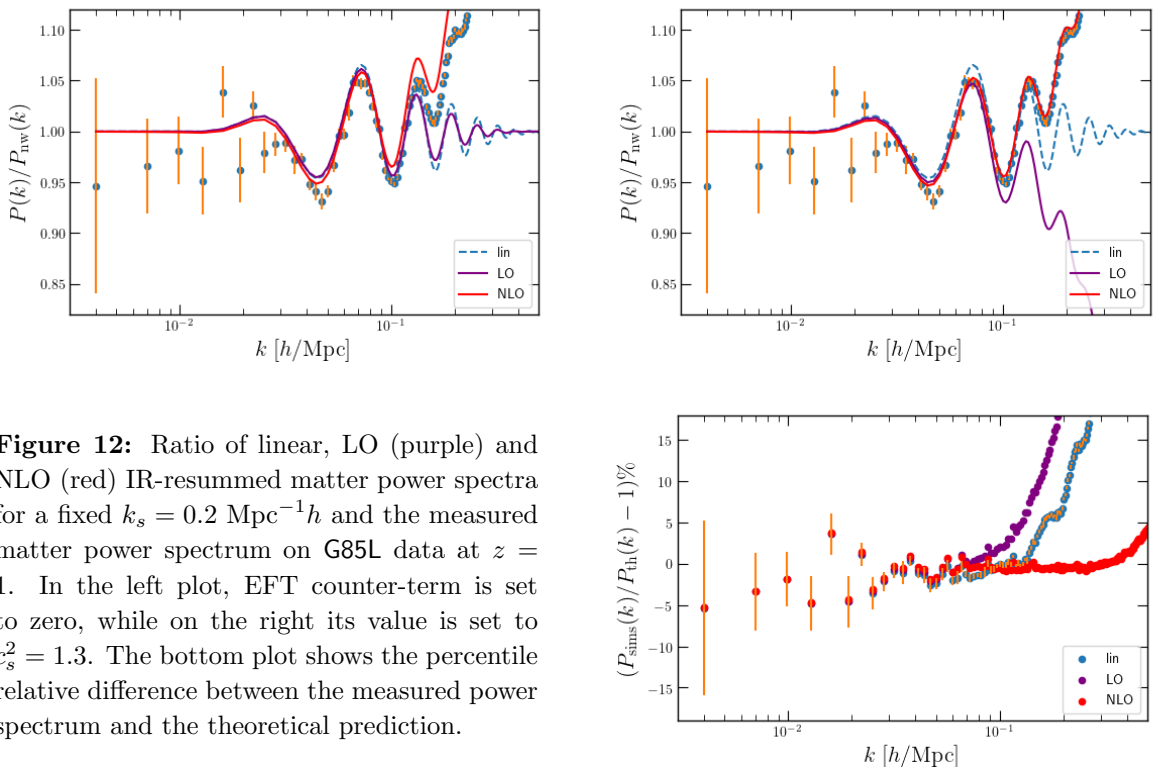 1.10
1.05
1.00
0.95
0.90
0.85
P(k)/P_nw(k)
lin
LO
NLO
10^−2
10^−1
k [h/Mpc]
1.10
1.05
1.00
0.95
0.90
0.85
P(k)/P_nw(k)
lin
LO
NLO
10^−2
10^−1
k [h/Mpc]
Figure 12: Ratio of linear, LO (purple) and
NLO (red) IR-resummed matter power spectra
for a fixed k_s = 0.2 Mpc^−1h and the measured
matter power spectrum on G85L data at z =
1. In the left plot, EFT counter-term is set
to zero, while on the right its value is set to
c_s^2 = 1.3. The bottom plot shows the percentile
relative difference between the measured power
spectrum and the theoretical prediction.
15
10
5
0
−5
−10
−15
(P_sims(k)/P_th(k) − 1)%
lin
LO
NLO
10^−2
10^−1
k [h/Mpc]